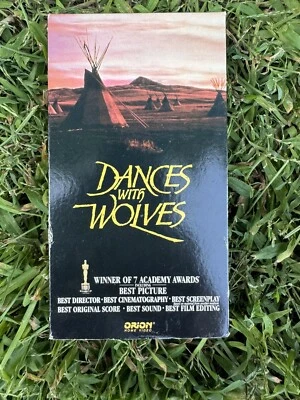 DANCES
WITH
WOLVES
WINNER OF 7 ACADEMY AWARDS
INCLUDING
BEST PICTURE
BEST DIRECTOR • BEST CINEMATOGRAPHY • BEST SCREENPLAY
BEST ORIGINAL SCORE • BEST SOUND • BEST FILM EDITING
ORION
HOME VIDEO